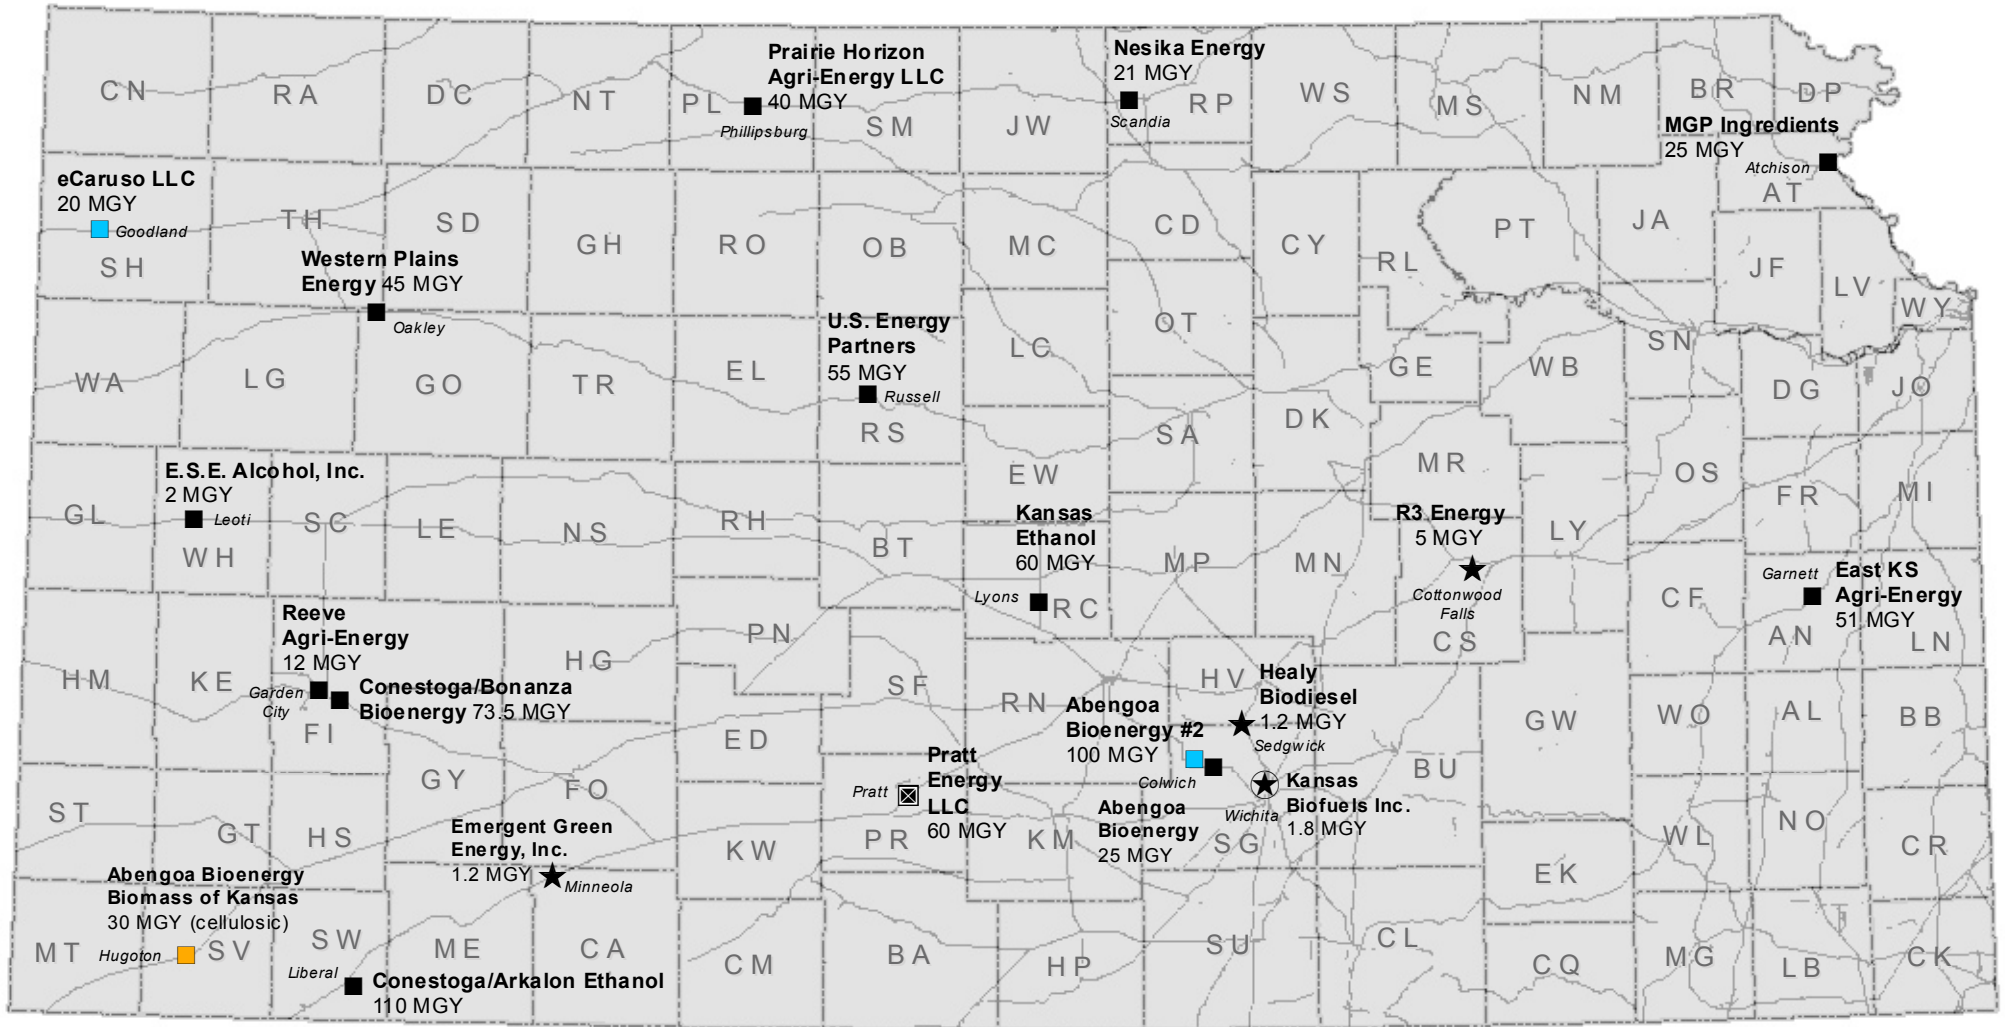 CN
RA
DC
NT
PL
Prairie Horizon
Agri-Energy LLC
40 MGY
Phillipsburg
SM
JW
Nesika Energy
21 MGY
Scandia
RP
WS
MS
NM
BR
DP
MGP Ingredients
25 MGY
Atchison
AT
eCaruso LLC
20 MGY
Goodland
SH
TH
SD
Western Plains
Energy 45 MGY
Oakley
GH
RO
OB
MC
CD
CY
RL
PT
JA
JF
LV
WY
WA
LG
GO
TR
EL
U.S. Energy
Partners
55 MGY
Russell
RS
LC
OT
SA
DK
GE
WB
SN
DG
JO
E.S.E. Alcohol, Inc.
2 MGY
Leoti
GL
WH
SC
LE
NS
RH
BT
EW
Kansas
Ethanol
60 MGY
Lyons
RC
MP
MN
MR
R3 Energy
5 MGY
Cottonwood
Falls
CS
LY
OS
FR
MI
CF
Garnett
East KS
Agri-Energy
51 MGY
AN
LN
HM
KE
Reeve
Agri-Energy
12 MGY
Garden
City
Conestoga/Bonanza
Bioenergy 73.5 MGY
FI
HG
PN
SF
RN
HV
Healy
Biodiesel
1.2 MGY
Sedgwick
Abengoa
Bioenergy #2
100 MGY
Colwich
Abengoa
Bioenergy
25 MGY
Kansas
Biofuels Inc.
1.8 MGY
Wichita
SG
BU
GW
WO
AL
BB
ST
GT
HS
GY
FO
ED
Pratt
Pratt
Energy
LLC
60 MGY
PR
KW
KM
EK
WL
NO
CR
Emergent Green
Energy, Inc.
1.2 MGY
Minneola
Abengoa Bioenergy
Biomass of Kansas
30 MGY (cellulosic)
Hugoton
MT
SV
SW
Liberal
Conestoga/Arkalon Ethanol
110 MGY
ME
CA
CM
BA
HP
SU
CL
CQ
MG
LB
CK